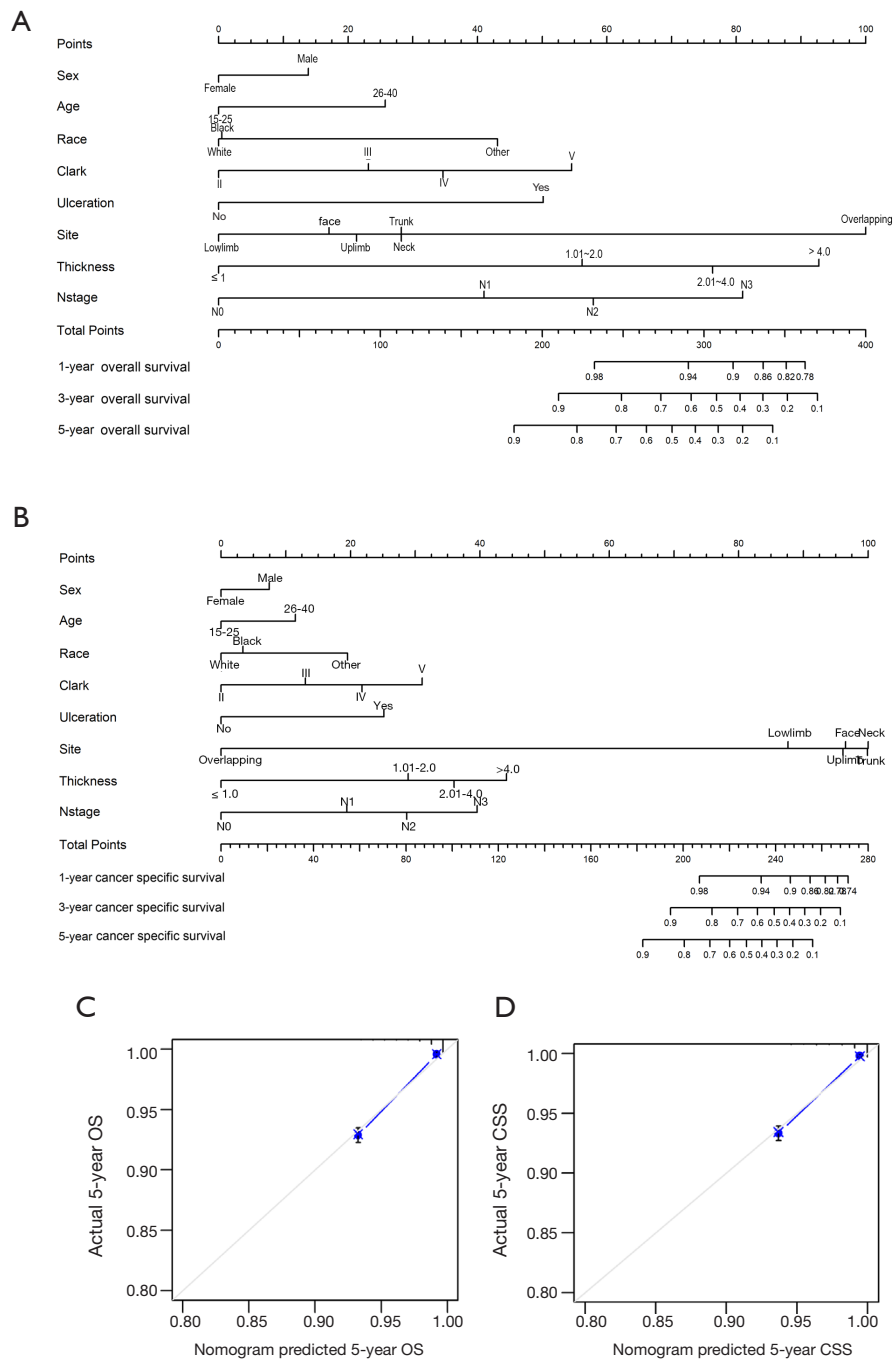 A
Points 0 20 40 60 80 100
Sex Female Male
Age 15-25 26-40
Race White Black Other
Clark II III IV V
Ulceration No Yes
Site Lowlimb face Uplimb Trunk Neck Overlapping
Thickness ≤ 1 1.01~2.0 2.01~4.0 > 4.0
Nstage N0 N1 N2 N3
Total Points 0 100 200 300 400
1-year overall survival 0.98 0.94 0.9 0.86 0.82 0.78
3-year overall survival 0.9 0.8 0.7 0.6 0.5 0.4 0.3 0.2 0.1
5-year overall survival 0.9 0.8 0.7 0.6 0.5 0.4 0.3 0.2 0.1
B
Points 0 20 40 60 80 100
Sex Female Male
Age 15-25 26-40
Race White Black Other
Clark II III IV V
Ulceration No Yes
Site Overlapping Lowlimb Uplimb Face Trunk Neck
Thickness ≤ 1.0 1.01-2.0 2.01-4.0 >4.0
Nstage N0 N1 N2 N3
Total Points 0 40 80 120 160 200 240 280
1-year cancer specific survival 0.98 0.94 0.9 0.86 0.82 0.78 0.74
3-year cancer specific survival 0.9 0.8 0.7 0.6 0.5 0.4 0.3 0.2 0.1
5-year cancer specific survival 0.9 0.8 0.7 0.6 0.5 0.4 0.3 0.2 0.1
C
Actual 5-year OS
1.00
0.95
0.90
0.85
0.80
0.80 0.85 0.90 0.95 1.00
Nomogram predicted 5-year OS
D
Actual 5-year CSS
1.00
0.95
0.90
0.85
0.80
0.80 0.85 0.90 0.95 1.00
Nomogram predicted 5-year CSS